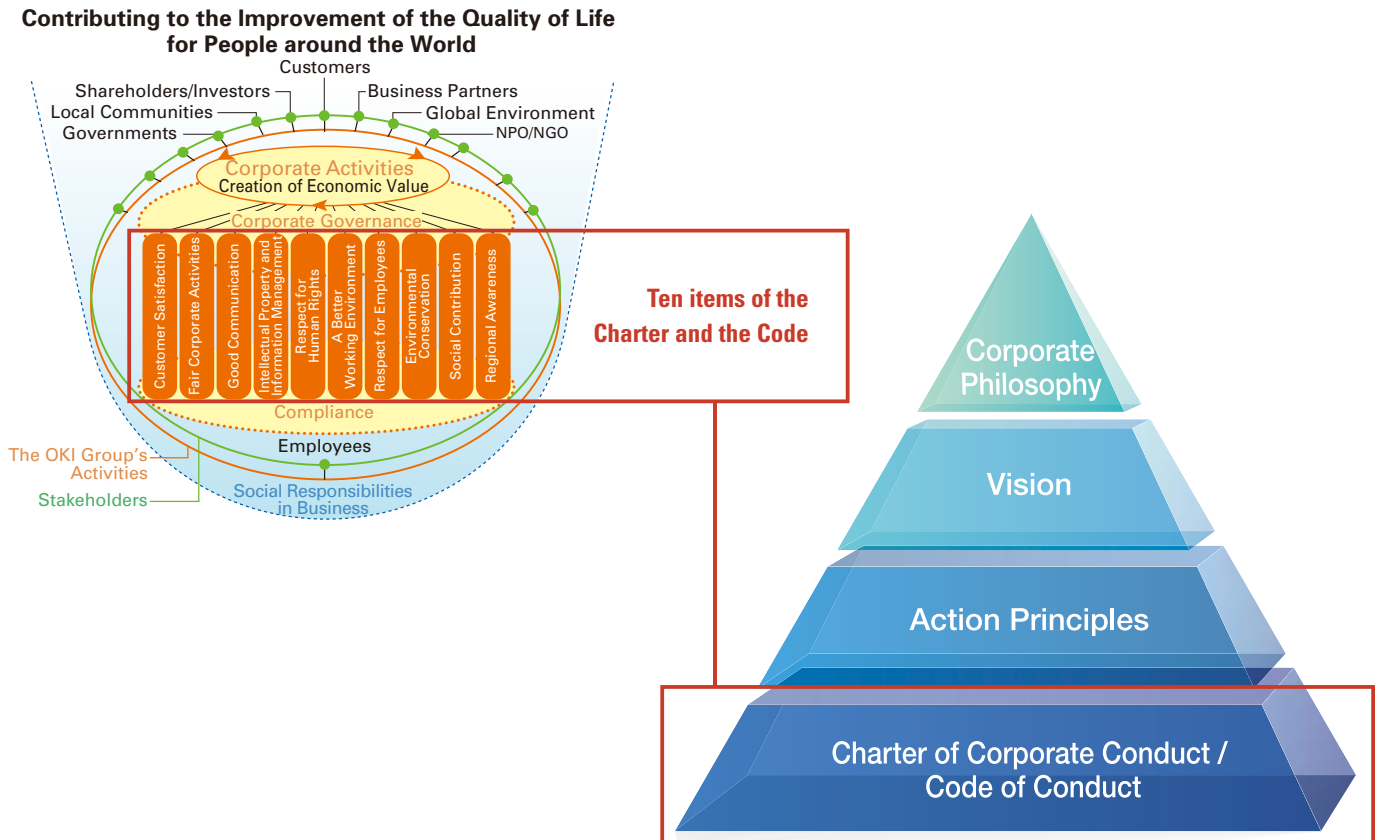 Contributing to the Improvement of the Quality of Life
for People around the World
Customers
Shareholders/Investors
Business Partners
Local Communities
Global Environment
Governments
NPO/NGO
Corporate Activities
Creation of Economic Value
Corporate Governance
Customer Satisfaction
Fair Corporate Activities
Good Communication
Intellectual Property and
Information Management
Respect for
Human Rights
A Better
Working Environment
Respect for Employees
Environmental
Conservation
Social Contribution
Regional Awareness
Compliance
Employees
The OKI Group's
Activities
Stakeholders
Social Responsibilities
in Business
Ten items of the
Charter and the Code
Corporate
Philosophy
Vision
Action Principles
Charter of Corporate Conduct /
Code of Conduct